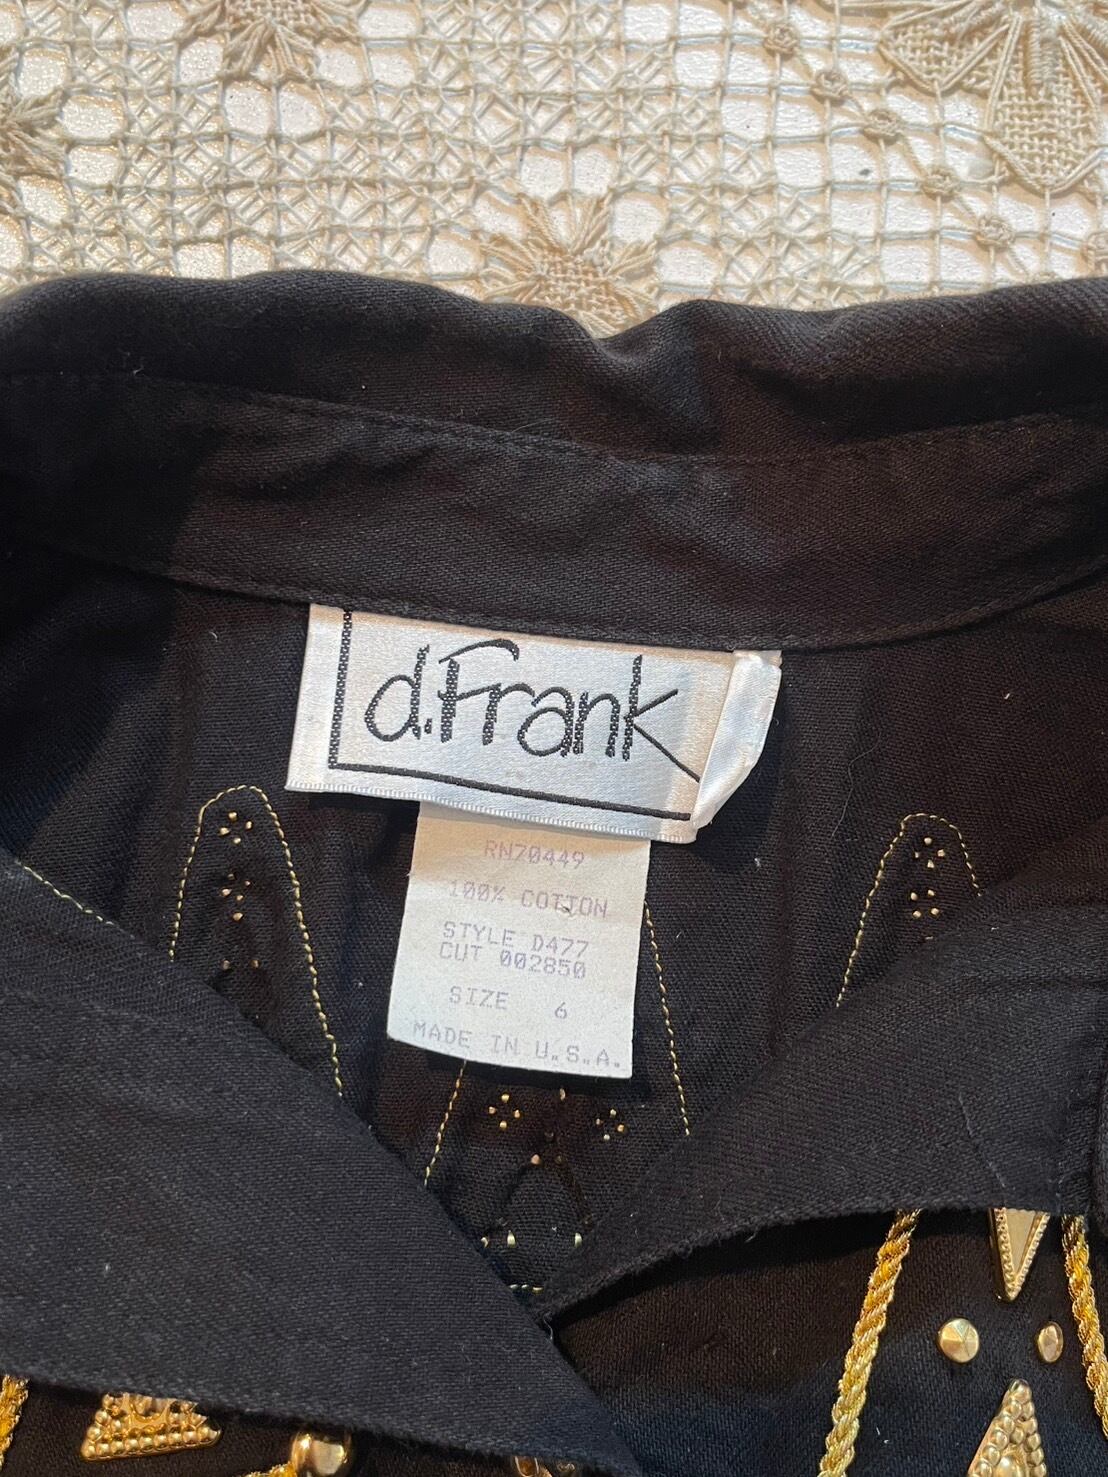 d.Frank
RN70449
100% COTTON
STYLE D477
CUT 002850
SIZE 6
MADE IN U.S.A.